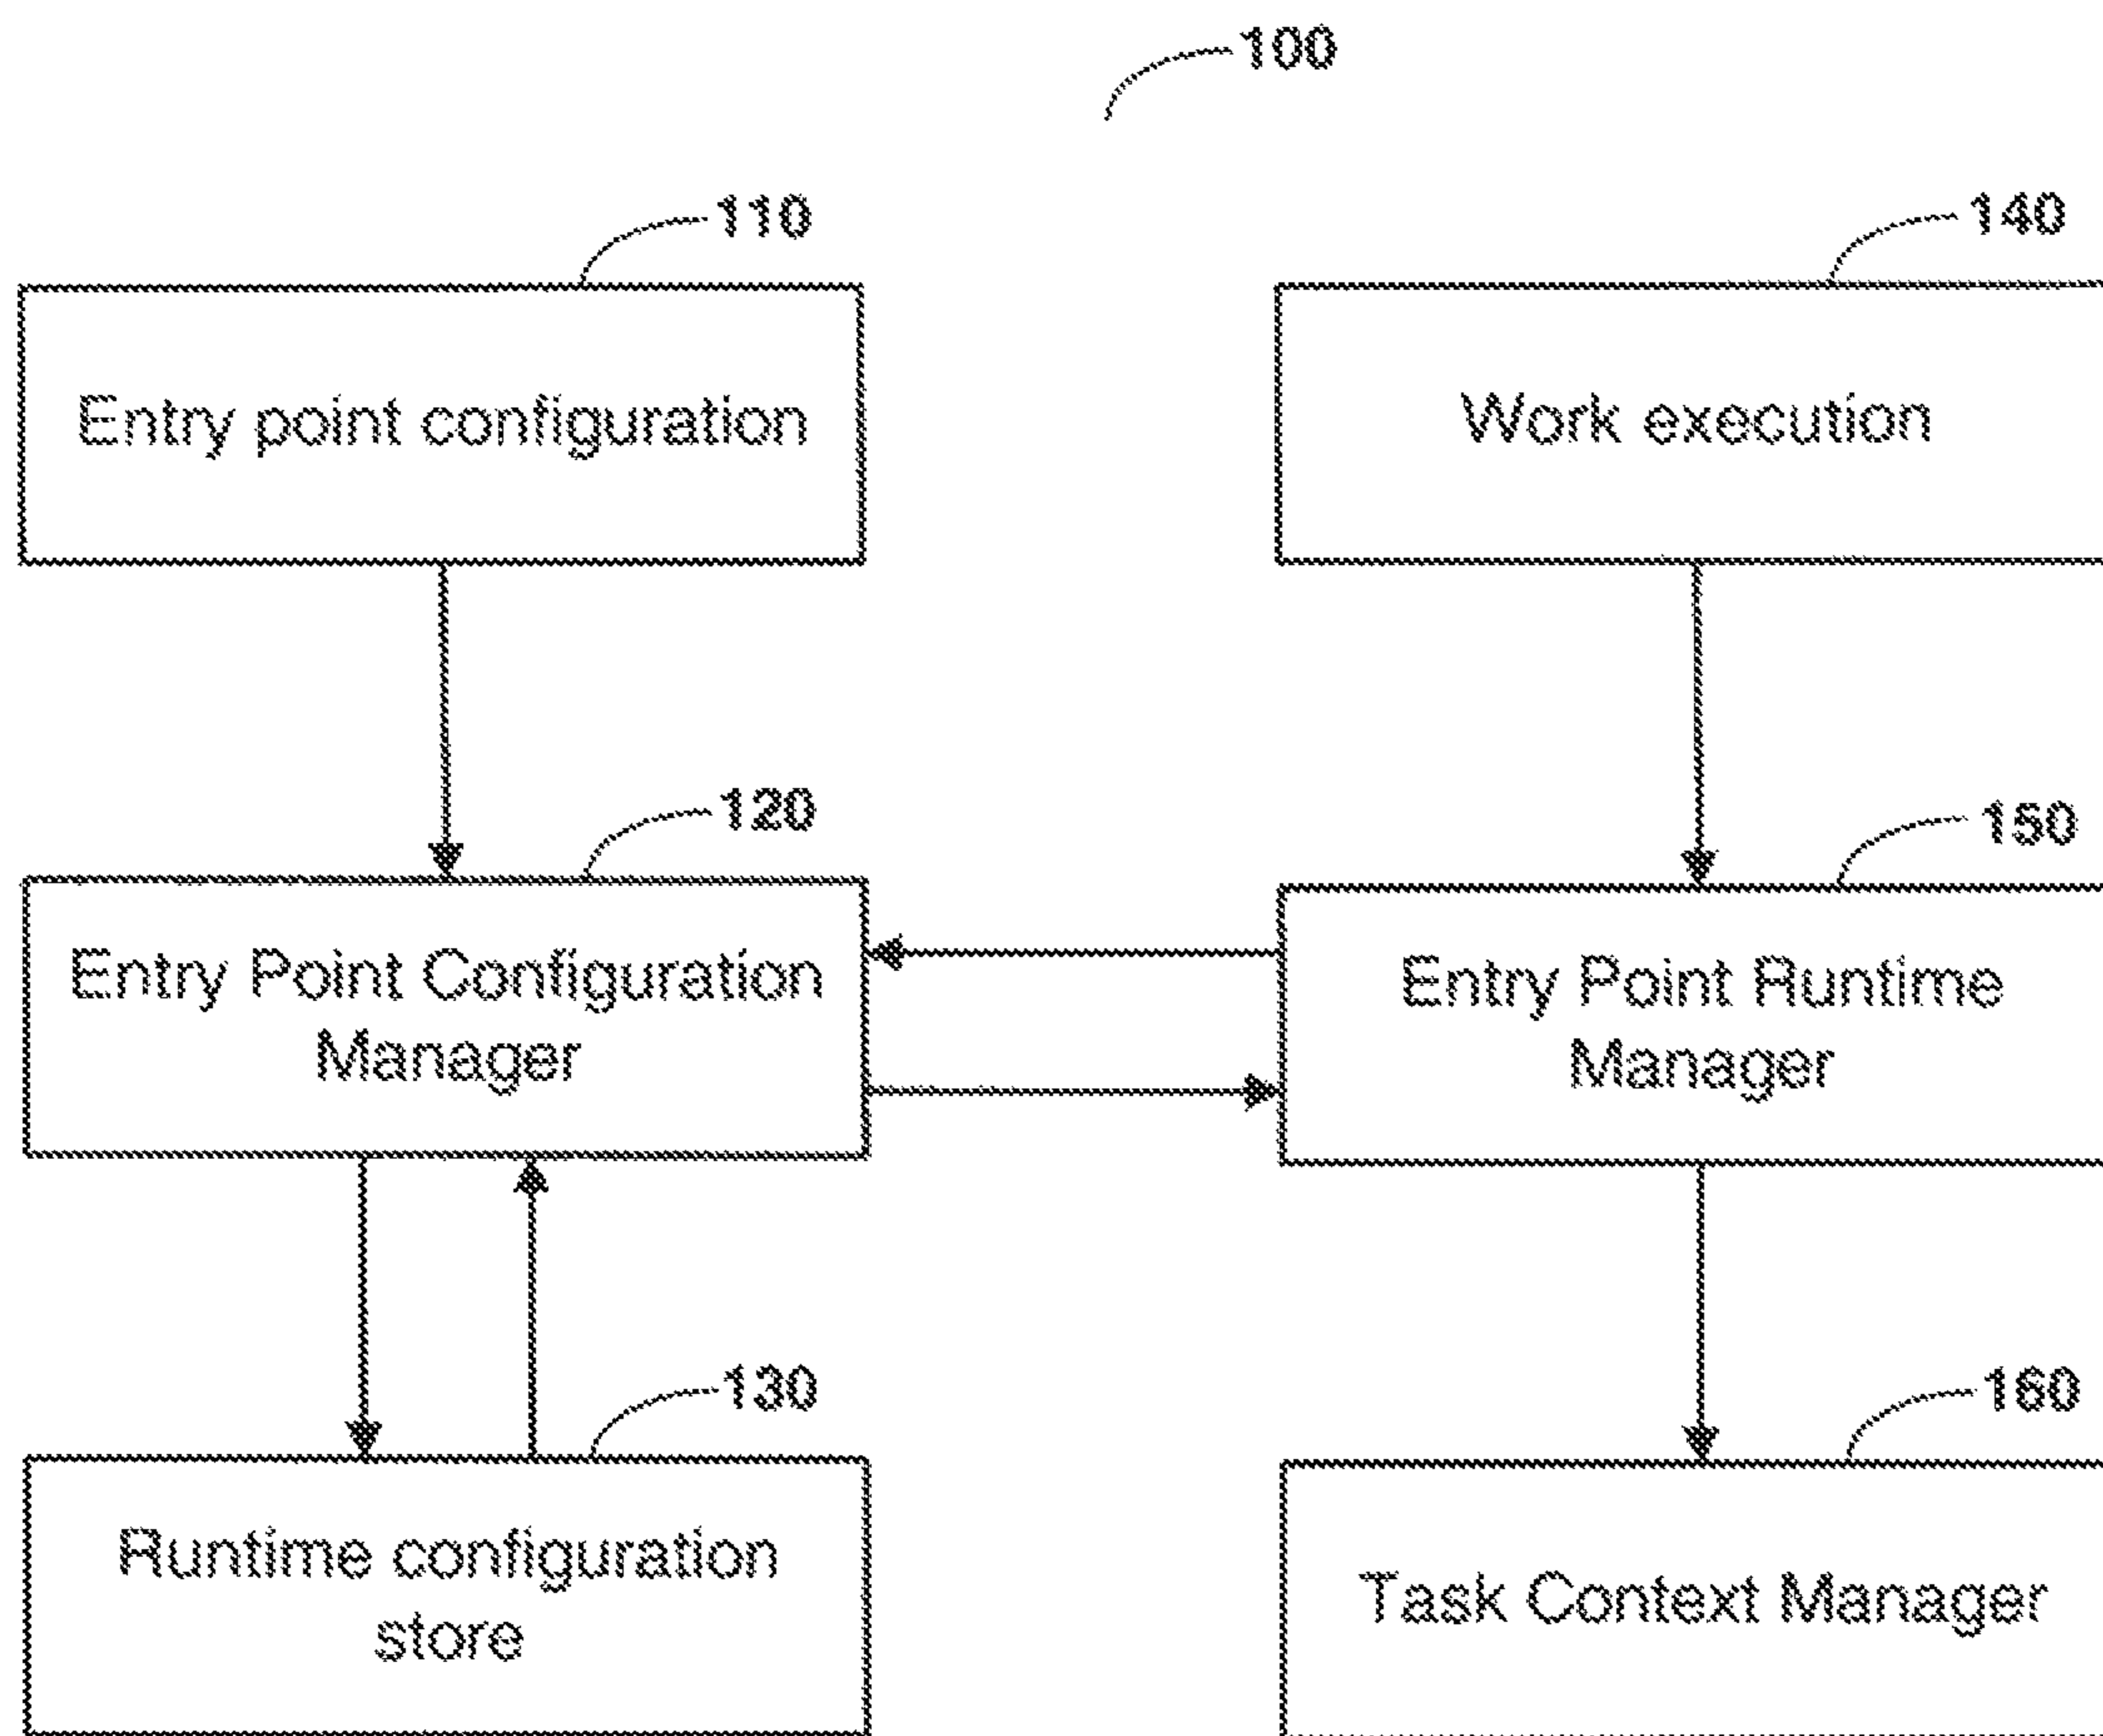 100
110
140
Entry point configuration
Work execution
120
150
Entry Point Configuration
Manager
Entry Point Runtime
Manager
130
160
Runtime configuration
store
Task Context Manager